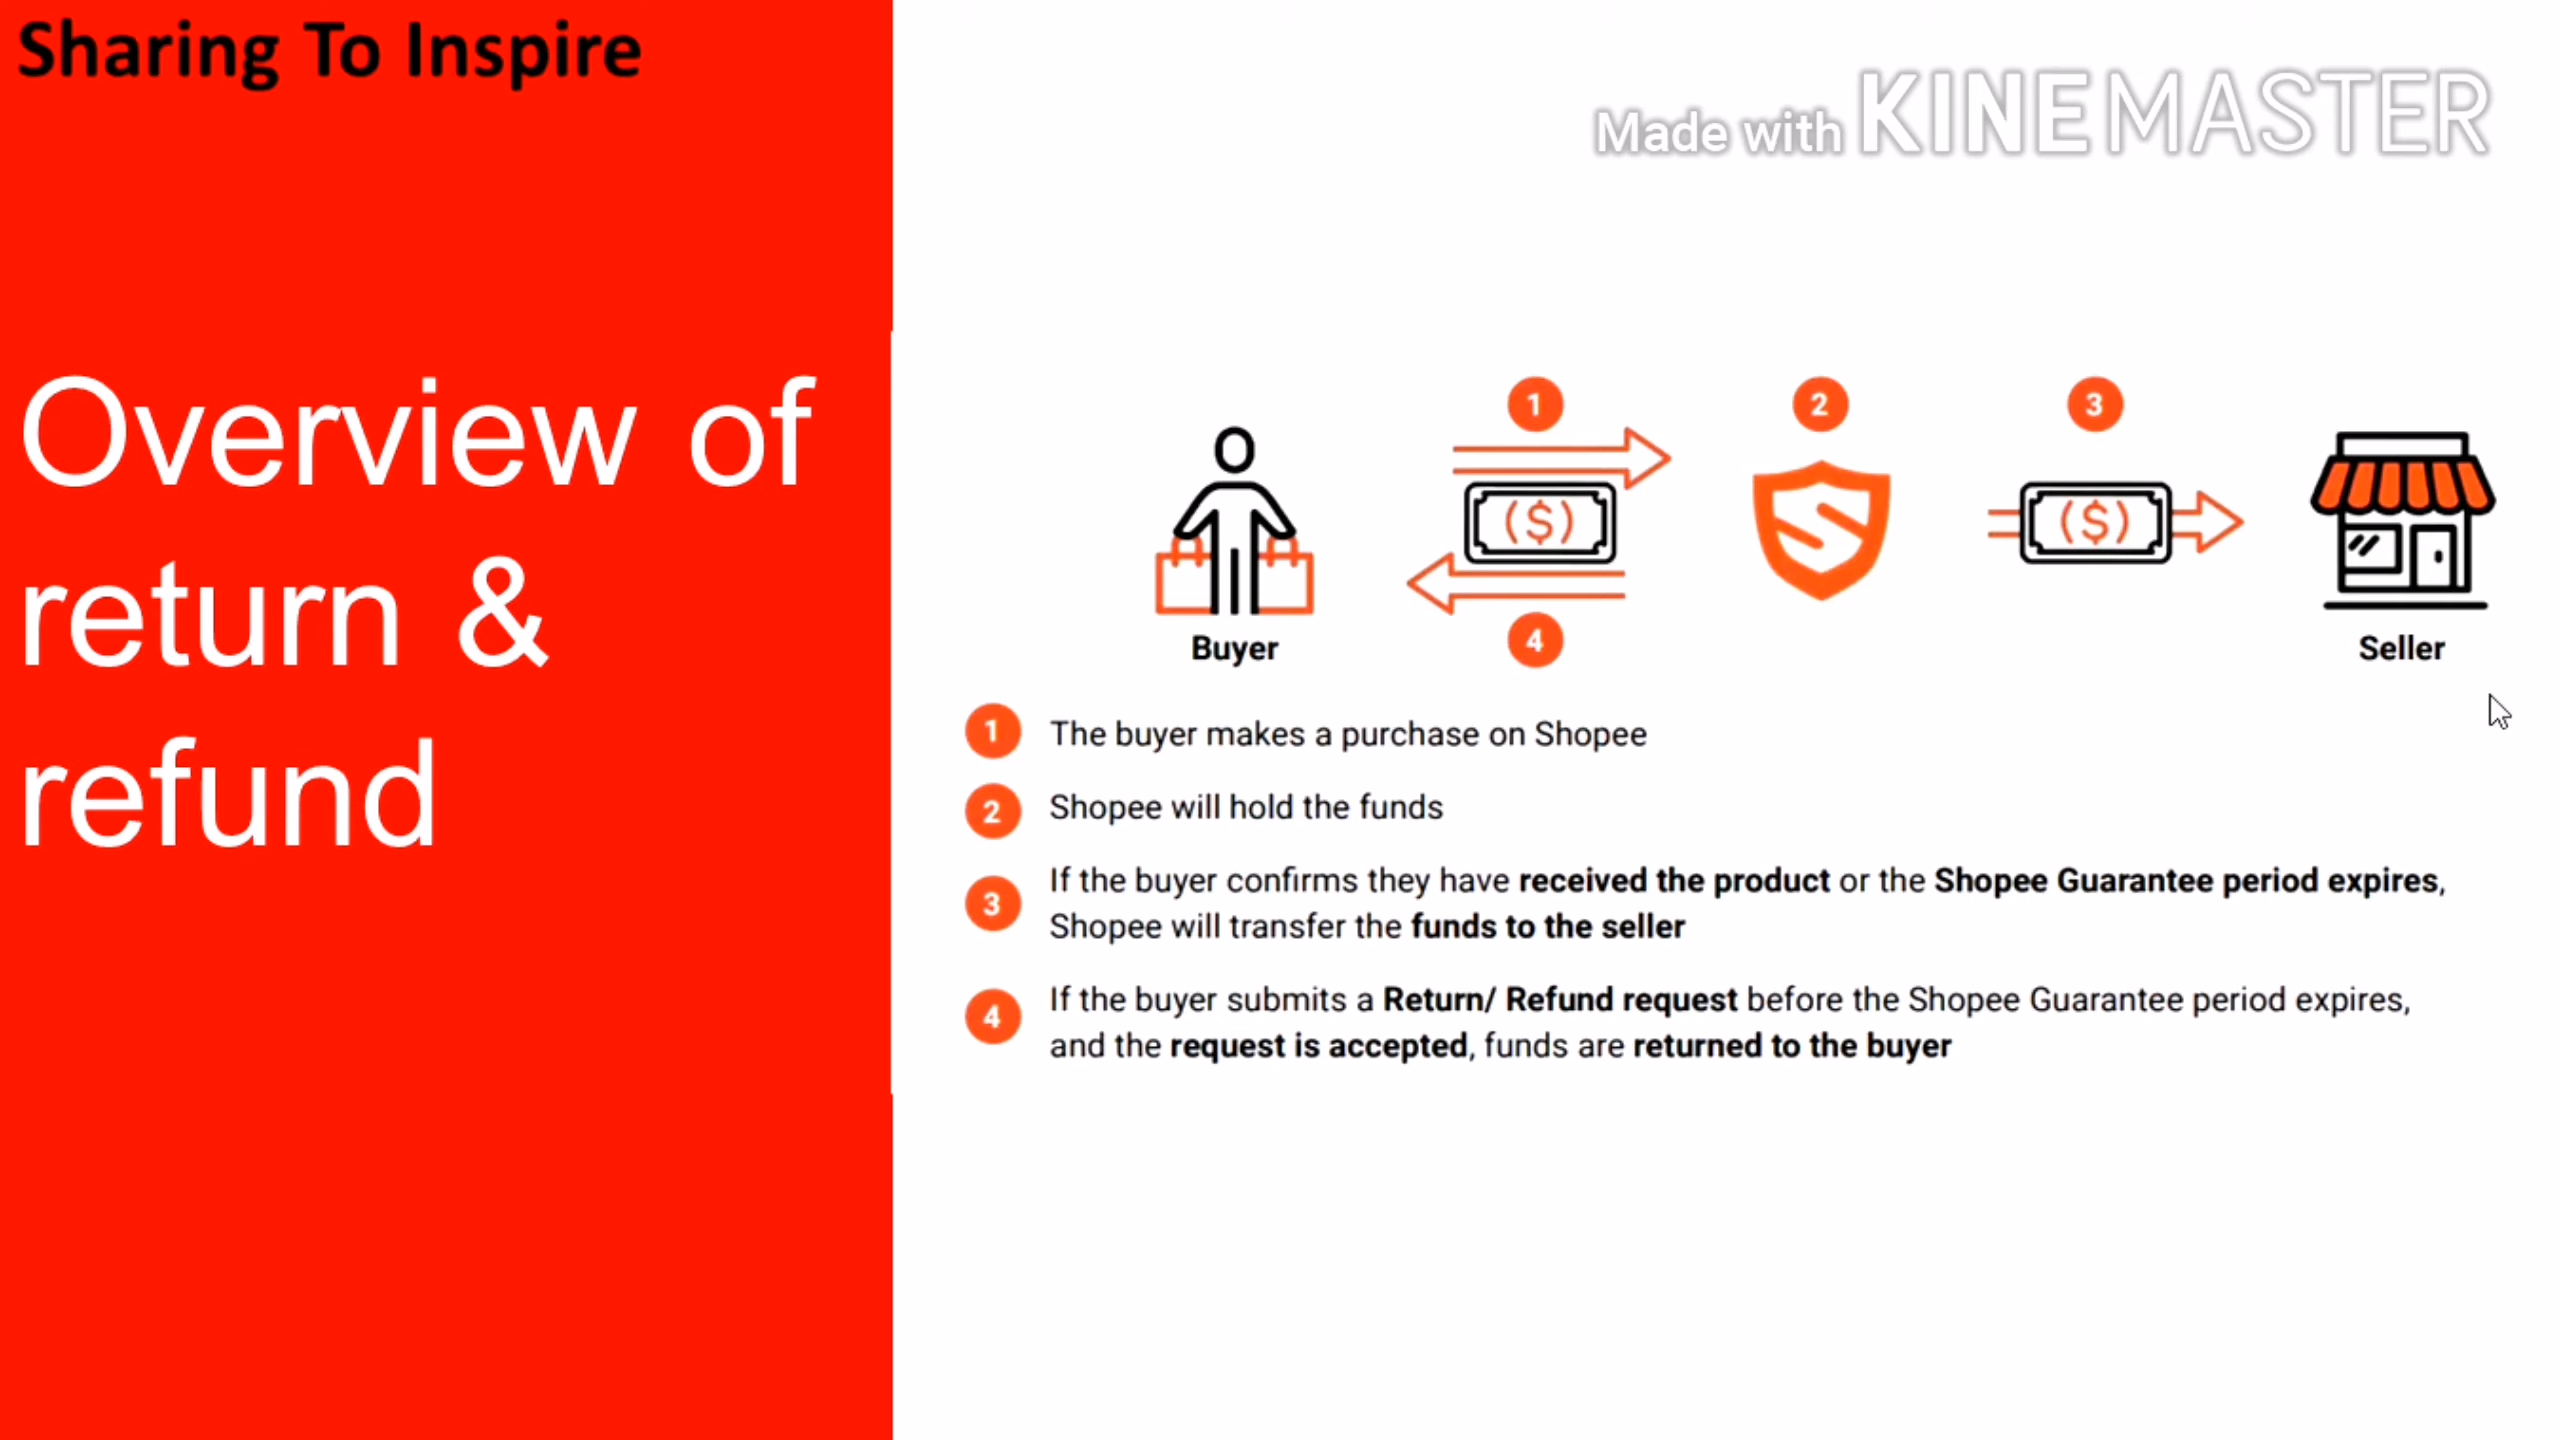 Sharing To Inspire
Made with KINEMASTER
Overview of
return &
refund
1
2
3
($)
($)
4
Buyer
Seller
1 The buyer makes a purchase on Shopee
2 Shopee will hold the funds
3 If the buyer confirms they have received the product or the Shopee Guarantee period expires,
Shopee will transfer the funds to the seller
4 If the buyer submits a Return/ Refund request before the Shopee Guarantee period expires,
and the request is accepted, funds are returned to the buyer